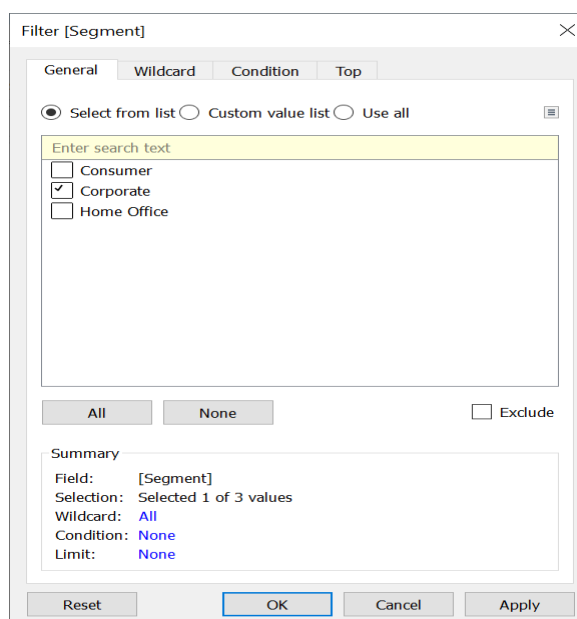 Filter [Segment]
General Wildcard Condition Top
Select from list Custom value list Use all
Enter search text
Consumer
Corporate
Home Office
All None Exclude
Summary
Field: [Segment]
Selection: Selected 1 of 3 values
Wildcard: All
Condition: None
Limit: None
Reset OK Cancel Apply